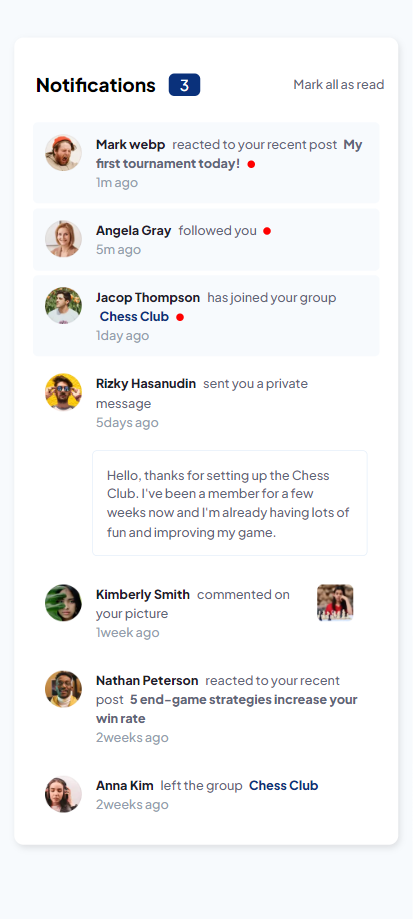 Notifications 3 Mark all as read
Mark webp reacted to your recent post My
first tournament today!
1m ago
Angela Gray followed you
5m ago
Jacop Thompson has joined your group
Chess Club
1day ago
Rizky Hasanudin sent you a private
message
5days ago
Hello, thanks for setting up the Chess
Club. I've been a member for a few
weeks now and I'm already having lots of
fun and improving my game.
Kimberly Smith commented on
your picture
1week ago
Nathan Peterson reacted to your recent
post 5 end-game strategies increase your
win rate
2weeks ago
Anna Kim left the group Chess Club
2weeks ago